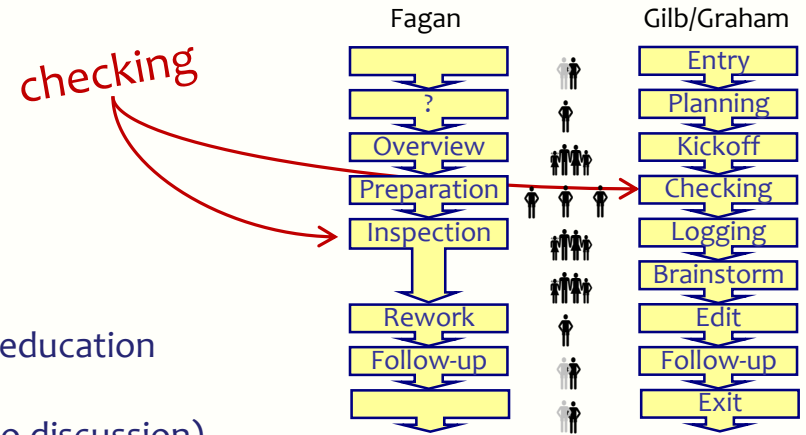 Fagan Gilb/Graham
checking
Entry
? Planning
Overview Kickoff
Preparation Checking
Inspection Logging
Brainstorm
Rework Edit
education
Follow-up Follow-up
Exit
o discussion)